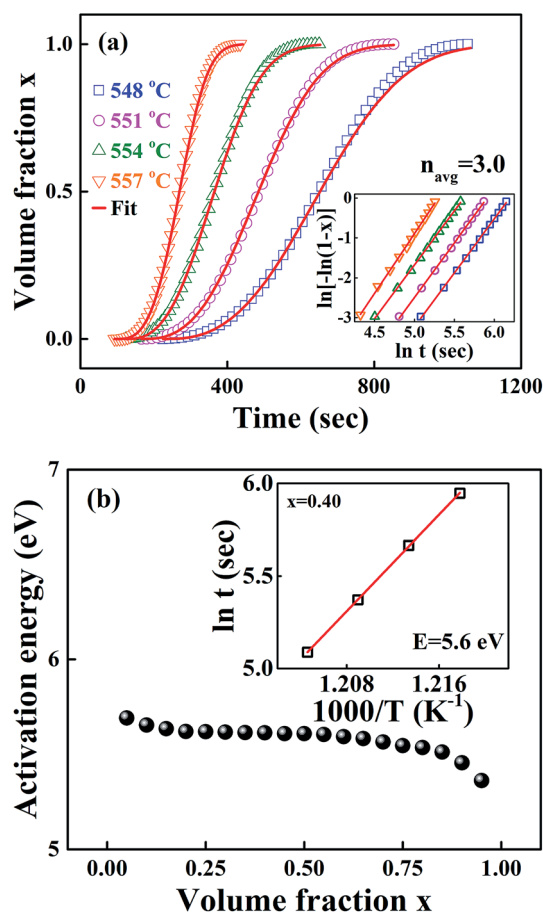 (a)
Volume fraction x
1.0
0.5
0.0
548 °C
551 °C
554 °C
557 °C
Fit
n_avg=3.0
ln[-ln(1-x)]
0
-1
-2
-3
4.5 5.0 5.5 6.0
ln t (sec)
0 400 800 1200
Time (sec)
(b)
Activation energy (eV)
7
6
5
x=0.40
ln t (sec)
6.0
5.5
5.0
E=5.6 eV
1.208 1.216
1000/T (K⁻¹)
0.00 0.25 0.50 0.75 1.00
Volume fraction x